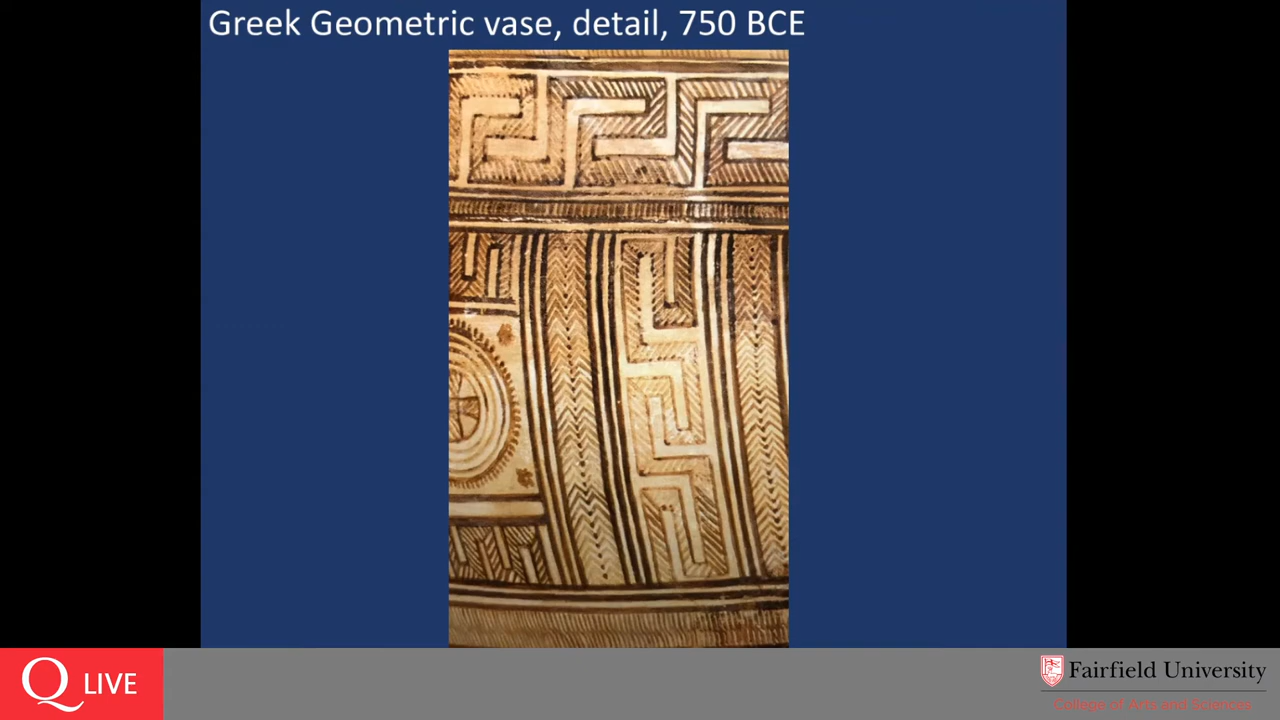 Greek Geometric vase, detail, 750 BCE
Q LIVE
Fairfield University
College of Arts and Sciences